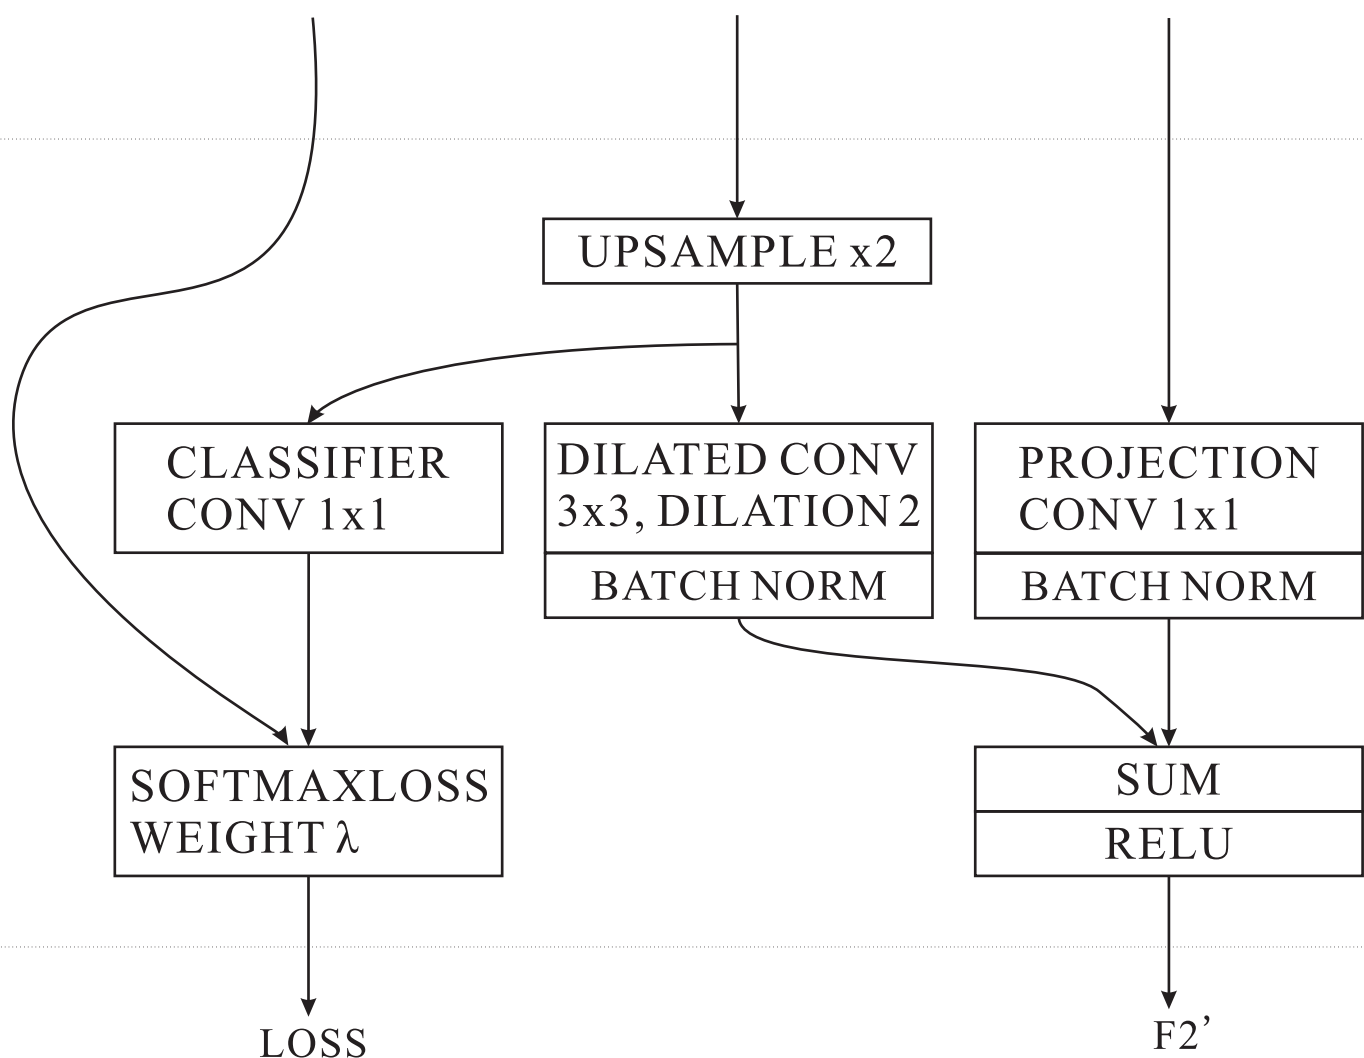 UPSAMPLE x2
CLASSIFIER
CONV 1x1
DILATED CONV
3x3, DILATION 2
BATCH NORM
PROJECTION
CONV 1x1
BATCH NORM
SOFTMAXLOSS
WEIGHT λ
SUM
RELU
LOSS
F2’